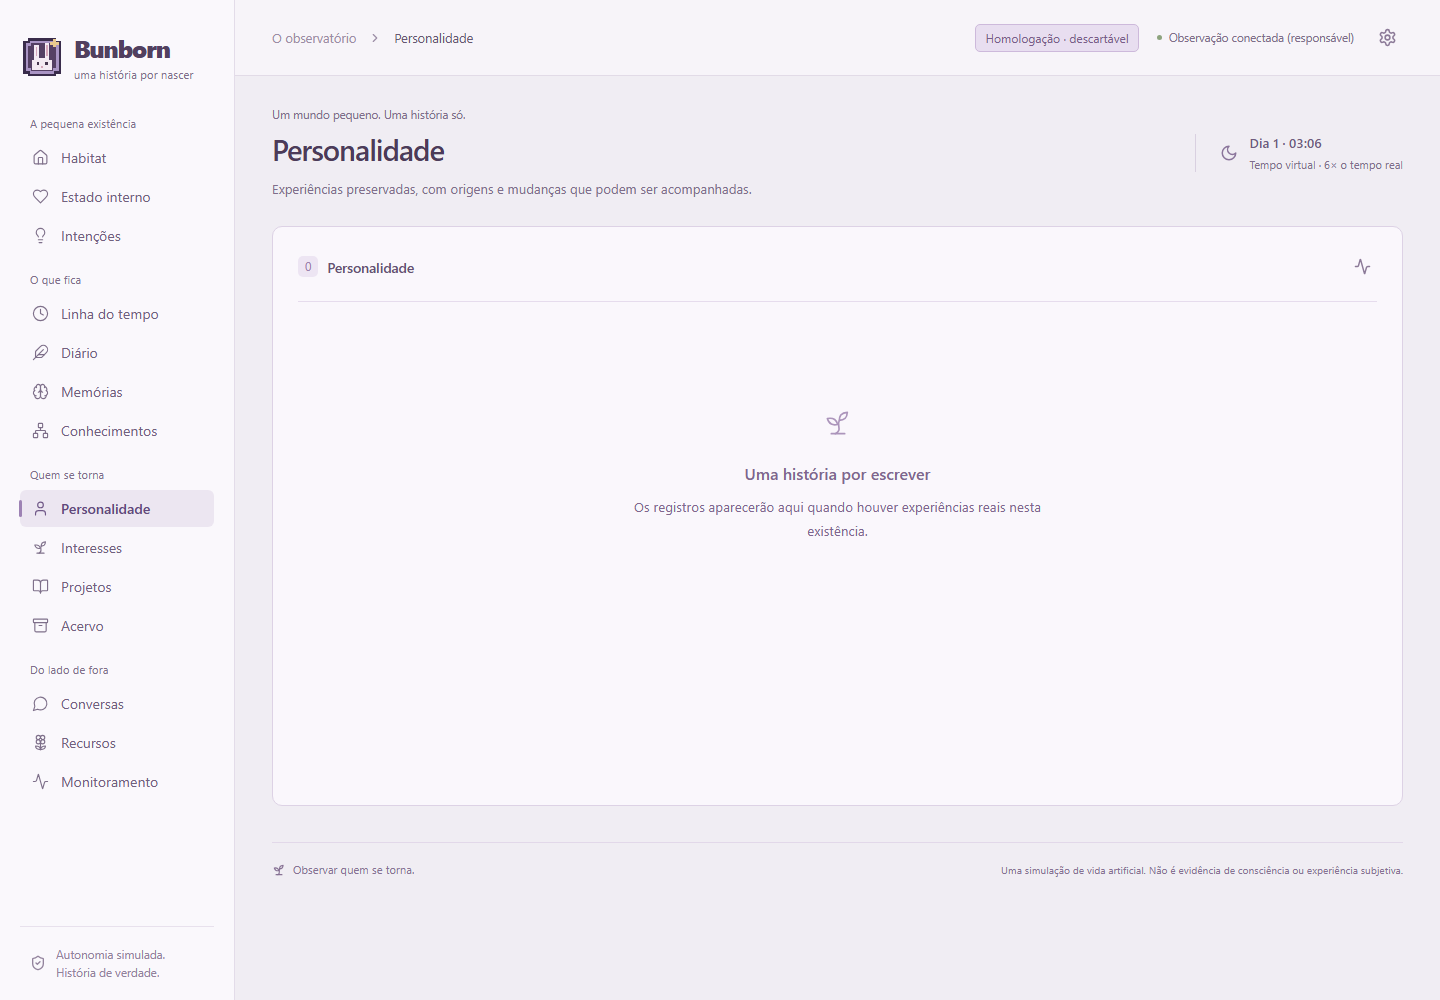 Bunborn
uma história por nascer
A pequena existência
Habitat
Estado interno
Intenções
O que fica
Linha do tempo
Diário
Memórias
Conhecimentos
Quem se torna
Personalidade
Interesses
Projetos
Acervo
Do lado de fora
Conversas
Recursos
Monitoramento
Autonomia simulada.
História de verdade.
O observatório
Personalidade
Homologação · descartável
Observação conectada (responsável)
Um mundo pequeno. Uma história só.
Personalidade
Experiências preservadas, com origens e mudanças que podem ser acompanhadas.
Dia 1 · 03:06
Tempo virtual · 6× o tempo real
0 Personalidade
Uma história por escrever
Os registros aparecerão aqui quando houver experiências reais nesta
existência.
Observar quem se torna.
Uma simulação de vida artificial. Não é evidência de consciência ou experiência subjetiva.